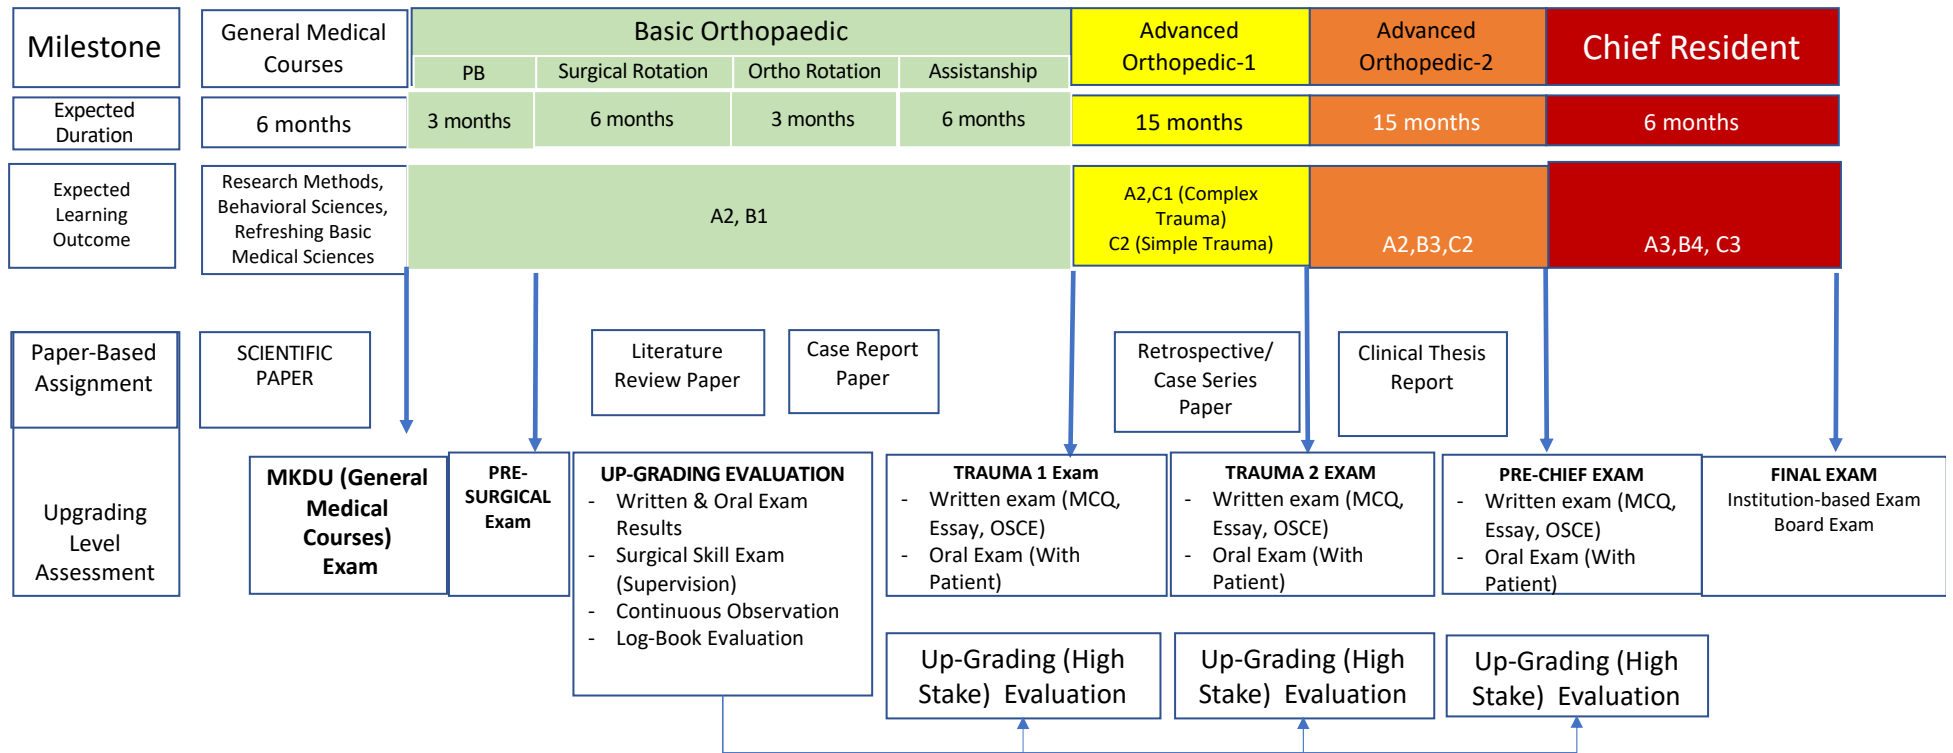 Milestone
General Medical
Courses
Basic Orthopaedic
PB
Surgical Rotation
Ortho Rotation
Assistanship
Advanced
Orthopedic-1
Advanced
Orthopedic-2
Chief Resident
Expected
Duration
6 months
3 months
6 months
3 months
6 months
15 months
15 months
6 months
Expected
Learning
Outcome
Research Methods,
Behavioral Sciences,
Refreshing Basic
Medical Sciences
A2, B1
A2,C1 (Complex
Trauma)
C2 (Simple Trauma)
A2,B3,C2
A3,B4, C3
Paper-Based
Assignment
SCIENTIFIC
PAPER
Literature
Review Paper
Case Report
Paper
Retrospective/
Case Series
Paper
Clinical Thesis
Report
Upgrading
Level
Assessment
MKDU (General
Medical
Courses)
Exam
PRE-
SURGICAL
Exam
UP-GRADING EVALUATION
- Written & Oral Exam
Results
- Surgical Skill Exam
(Supervision)
- Continuous Observation
- Log-Book Evaluation
TRAUMA 1 Exam
- Written exam (MCQ,
Essay, OSCE)
- Oral Exam (With
Patient)
TRAUMA 2 EXAM
- Written exam (MCQ,
Essay, OSCE)
- Oral Exam (With
Patient)
PRE-CHIEF EXAM
- Written exam (MCQ,
Essay, OSCE)
- Oral Exam (With
Patient)
FINAL EXAM
Institution-based Exam
Board Exam
Up-Grading (High
Stake) Evaluation
Up-Grading (High
Stake) Evaluation
Up-Grading (High
Stake) Evaluation